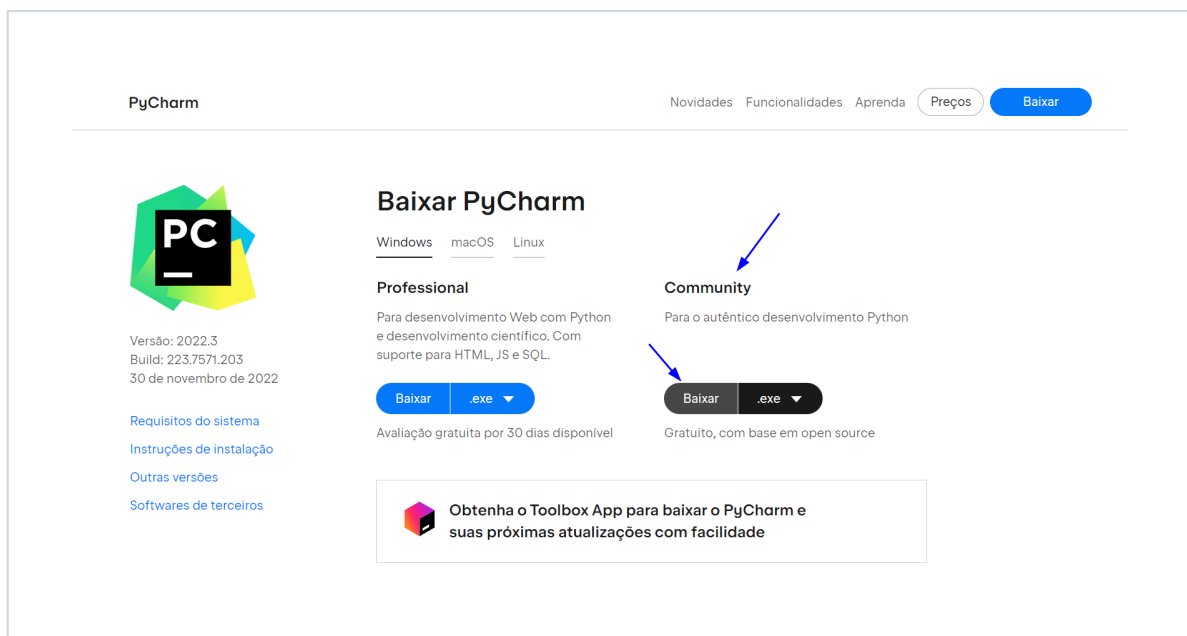 PyCharm
Novidades Funcionalidades Aprenda Preços Baixar
PC
Versão: 2022.3
Build: 223.7571.203
30 de novembro de 2022
Requisitos do sistema
Instruções de instalação
Outras versões
Softwares de terceiros
Baixar PyCharm
Windows macOS Linux
Professional
Para desenvolvimento Web com Python
e desenvolvimento científico. Com
suporte para HTML, JS e SQL.
Baixar .exe
Avaliação gratuita por 30 dias disponível
Community
Para o autêntico desenvolvimento Python
Baixar .exe
Gratuito, com base em open source
Obtenha o Toolbox App para baixar o PyCharm e
suas próximas atualizações com facilidade